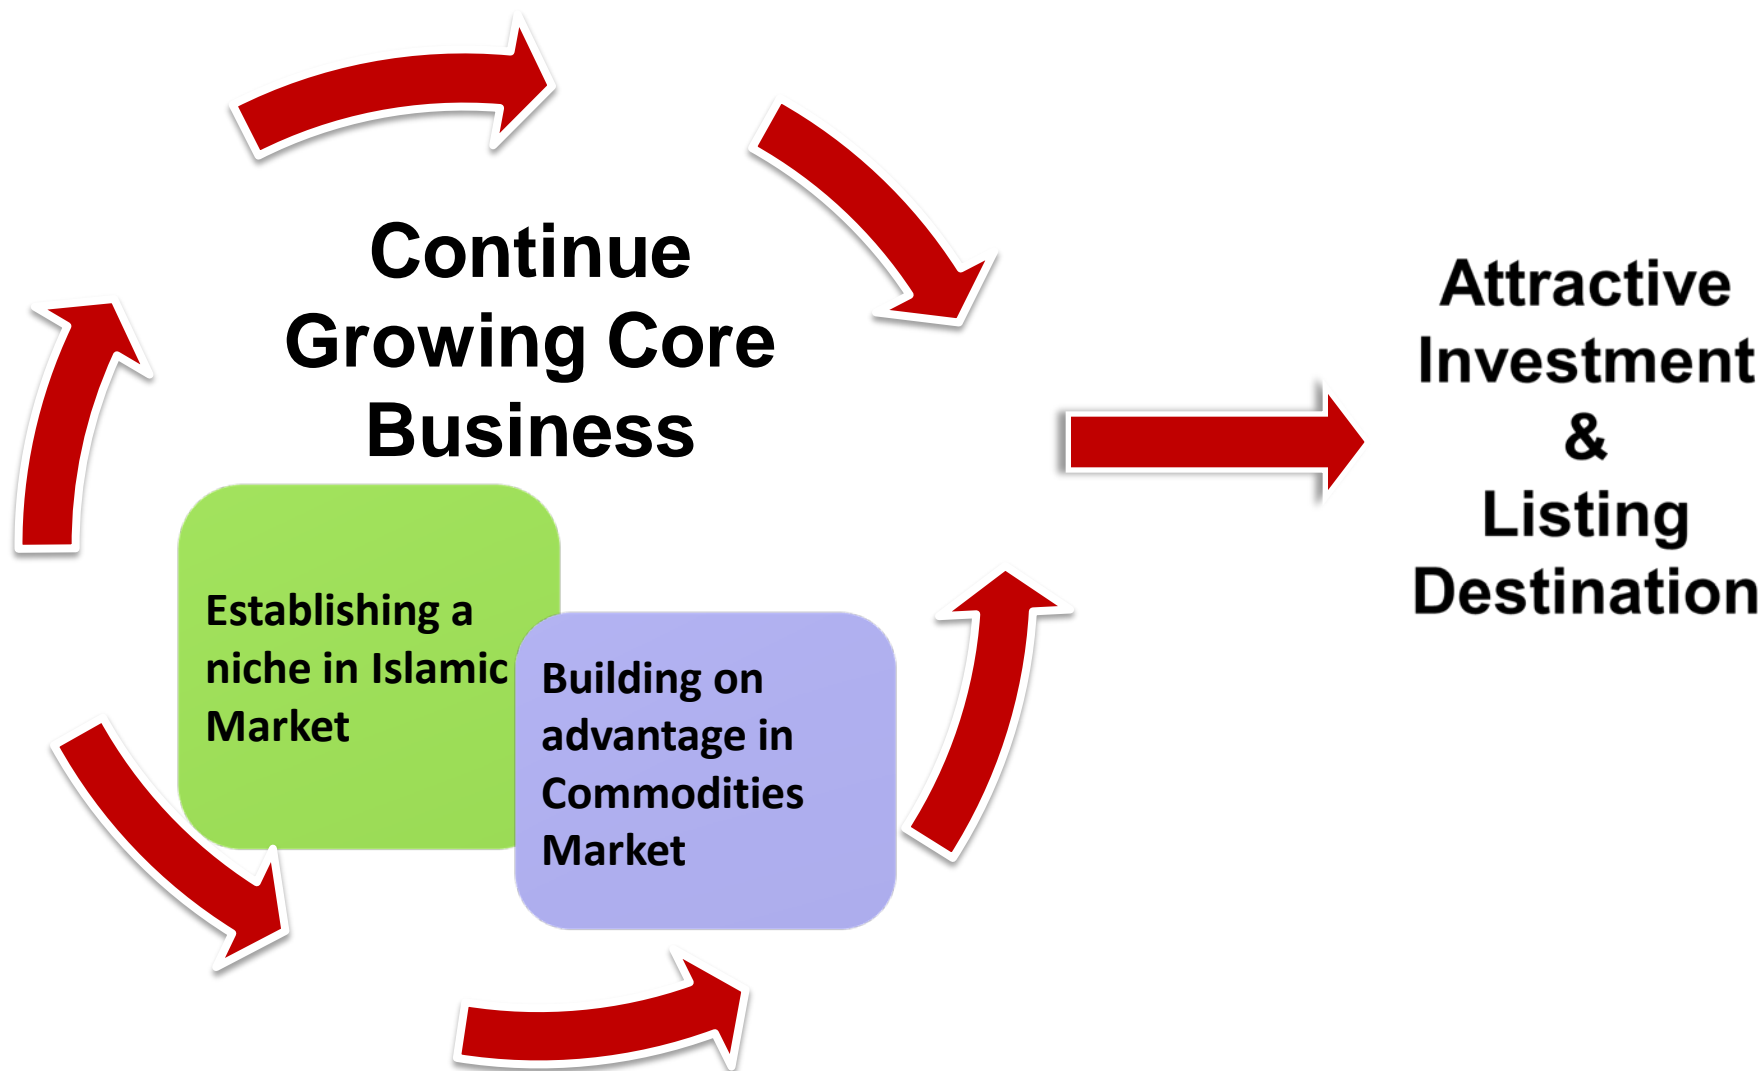 Continue
Growing Core
Business
Establishing a
niche in Islamic
Market
Building on
advantage in
Commodities
Market
Attractive
Investment
&
Listing
Destination